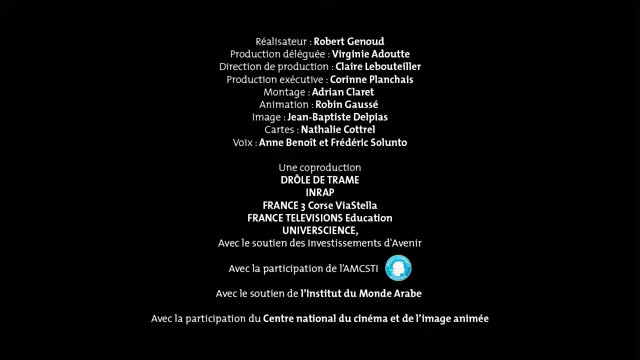 Réalisateur : Robert Genoud
Production déléguée : Virginie Adoutte
Direction de production : Claire Lebouteiller
Production exécutive : Corinne Planchais
Montage : Adrian Claret
Animation : Robin Gaussé
Image : Jean-Baptiste Delpias
Cartes : Nathalie Cottrel
Voix : Anne Benoît et Frédéric Solunto
Une coproduction
DRÔLE DE TRAME
INRAP
FRANCE 3 Corse ViaStella
FRANCE TELEVISIONS Education
UNIVERSCIENCE,
Avec le soutien des Investissements d'Avenir
Avec la participation de l'AMCSTI
Avec le soutien de l'Institut du Monde Arabe
Avec la participation du Centre national du cinéma et de l'image animée